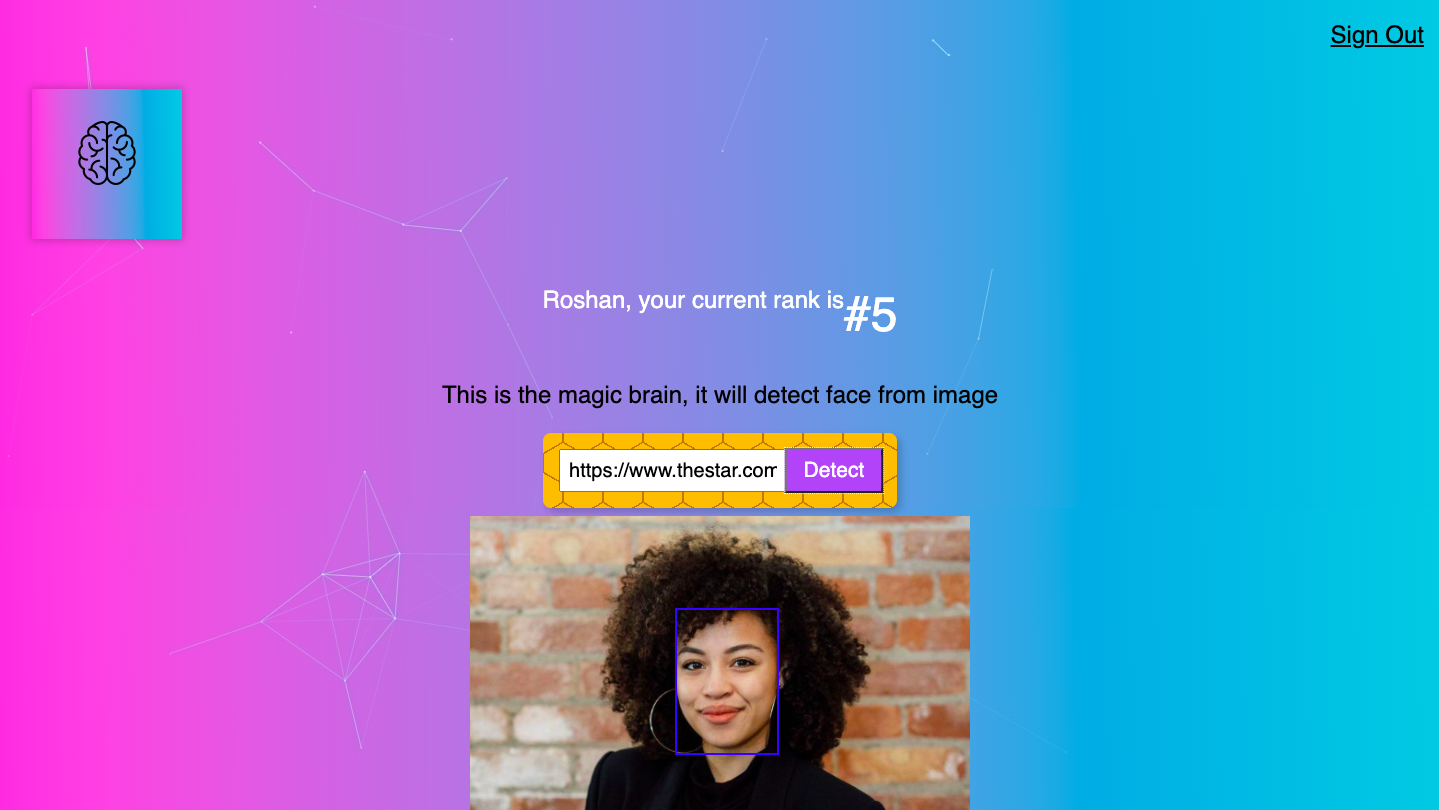 Sign Out
Roshan, your current rank is #5
This is the magic brain, it will detect face from image
https://www.thestar.com Detect